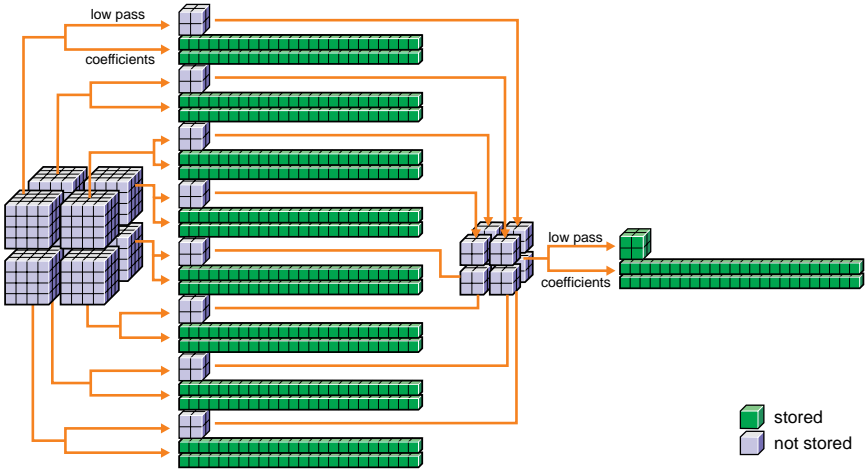 low pass
coefficients
low pass
coefficients
stored
not stored